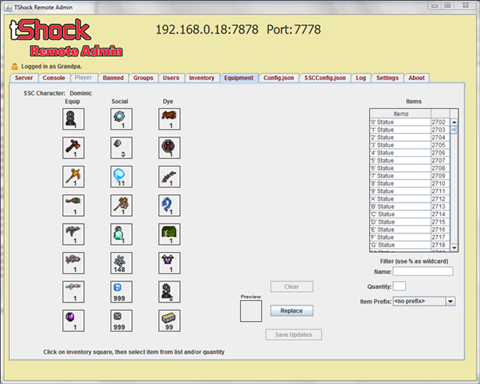 TShock Remote Admin
tShock
Remote Admin
192.168.0.18:7878 Port:7778
Logged in as Grandpa.
Server Console Player Banned Groups Users Inventory Equipment Config.json SSCConfig.json Log Settings About
SSC Character: Dominic
Equip Social Dye
Items
Items
'0' Statue 2702
'1' Statue 2703
'2' Statue 2704
'3' Statue 2705
'4' Statue 2706
'5' Statue 2707
'6' Statue 2708
'7' Statue 2709
'8' Statue 2710
'9' Statue 2711
'A' Statue 2712
'B' Statue 2713
'C' Statue 2714
'D' Statue 2715
'E' Statue 2716
'F' Statue 2717
'G' Statue 2718
1 1 1
1 3 1
1 11 1
1 1 1
1 1 1
1 148 1
1 999 2
1 999 99
Filter (use % as wildcard)
Name:
Quantity:
Item Prefix: <no prefix>
Preview
Clear
Replace
Save Updates
Click on inventory square, then select item from list and/or quantity